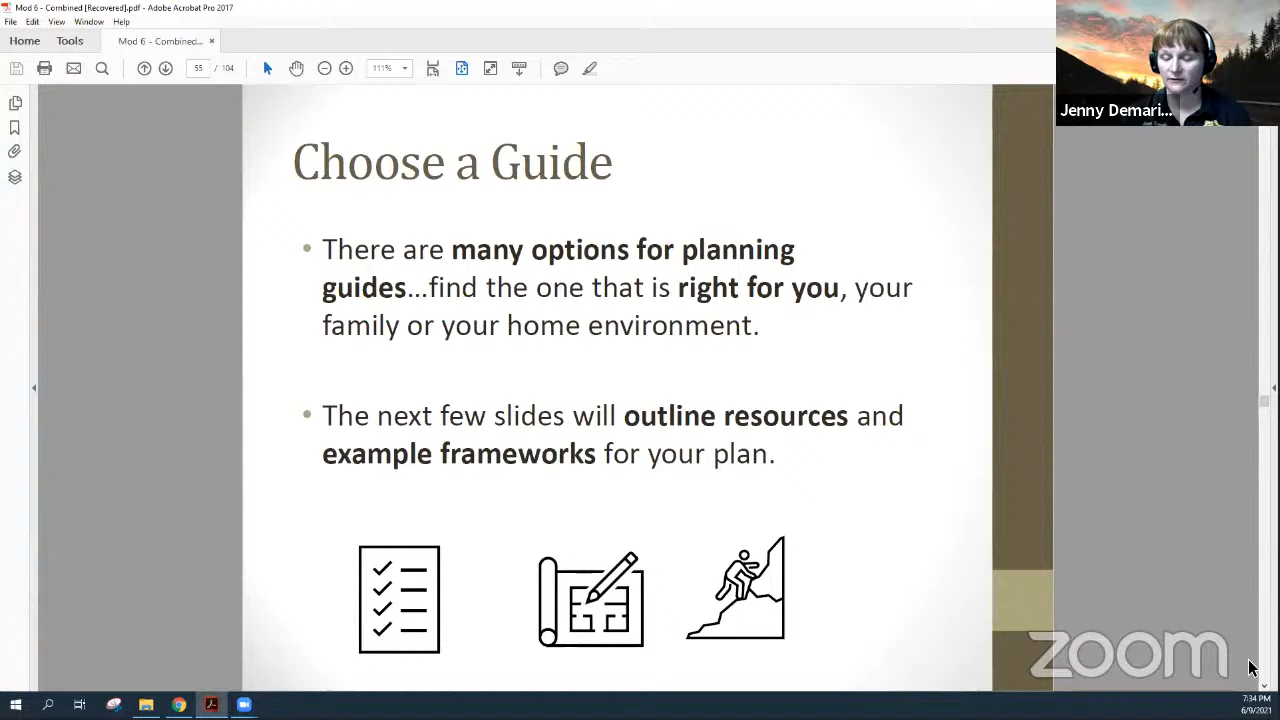 Mod 6 - Combined [Recovered].pdf - Adobe Acrobat Pro 2017
File Edit View Window Help
Home Tools Mod 6 - Combined... ×
55 / 104 111%
Jenny Demari...
Choose a Guide
• There are many options for planning
guides...find the one that is right for you, your
family or your home environment.
• The next few slides will outline resources and
example frameworks for your plan.
zoom
7:34 PM
6/9/2021